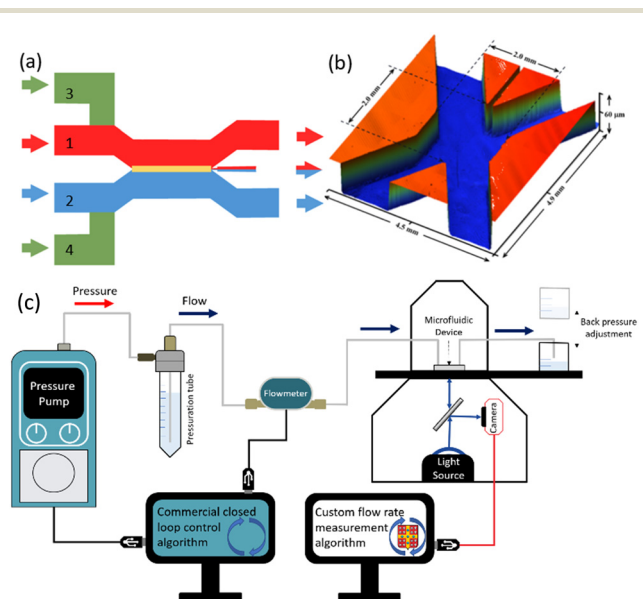 (a)
3
1
2
4
(b)
2.0 mm
2.0 mm
60 μm
4.9 mm
4.5 mm
(c)
Pressure
Flow
Pressure
Pump
Pressuration tube
Flowmeter
Microfluidic
Device
Back pressure
adjustment
Camera
Light
Source
Commercial closed
loop control
algorithm
Custom flow rate
measurement
algorithm